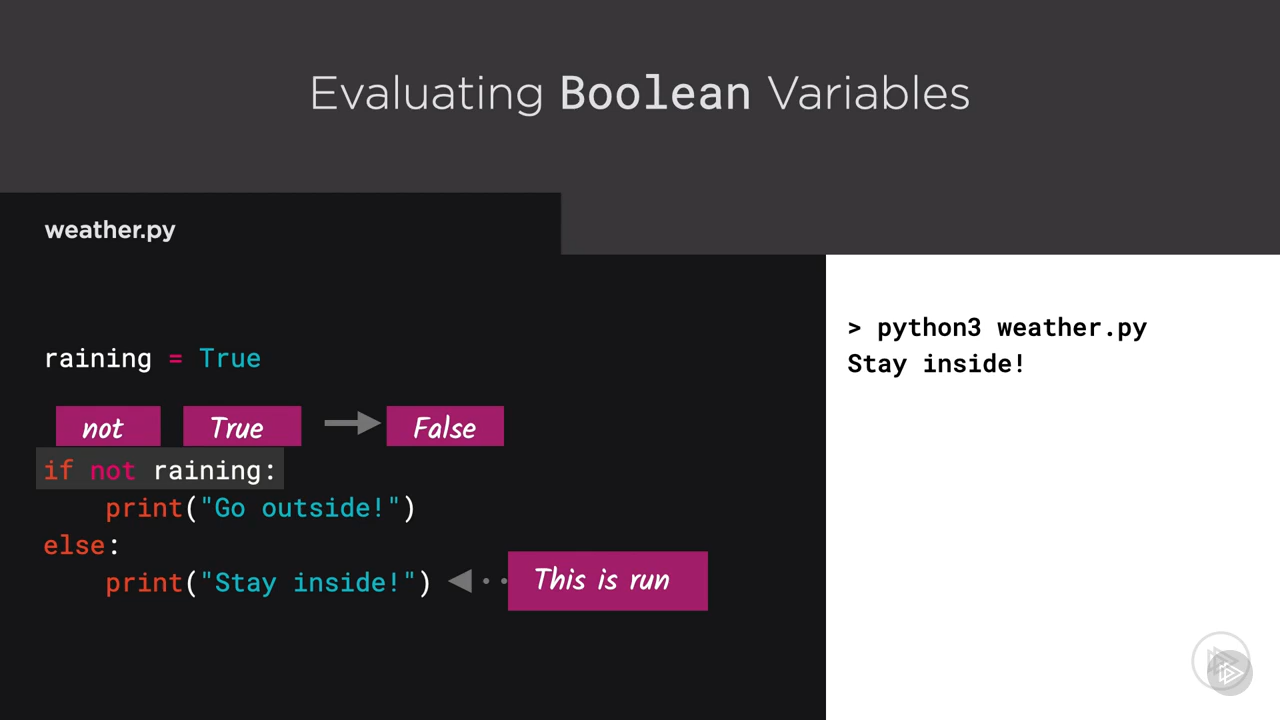 Evaluating Boolean Variables
weather.py
raining = True
not True False
if not raining:
print("Go outside!")
else:
print("Stay inside!")
This is run
> python3 weather.py
Stay inside!